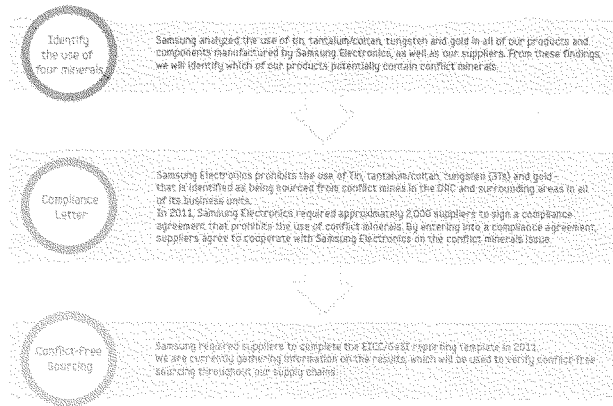 Identify
the use of
four minerals
Samsung analyzed the use of tin, tantalum/coltan, tungsten and gold in all of our products and
components manufactured by Samsung Electronics, as well as our suppliers. From these findings,
we will identify which of our products potentially contain conflict minerals.
Compliance
Letter
Samsung Electronics prohibits the use of Tin, tantalum/coltan, tungsten (3Ts) and gold -
that is identified as being sourced from conflict mines in the DRC and surrounding areas in all
of its business units.
In 2011, Samsung Electronics required approximately 2,000 suppliers to sign a compliance
agreement that prohibits the use of conflict minerals. By entering into a compliance agreement,
suppliers agree to cooperate with Samsung Electronics on the conflict minerals issue.
Conflict-free
Sourcing
Samsung required suppliers to complete the EICC/GeSI reporting template in 2011.
We are currently gathering information on the results, which will be used to verify conflict-free
sourcing throughout our supply chains.